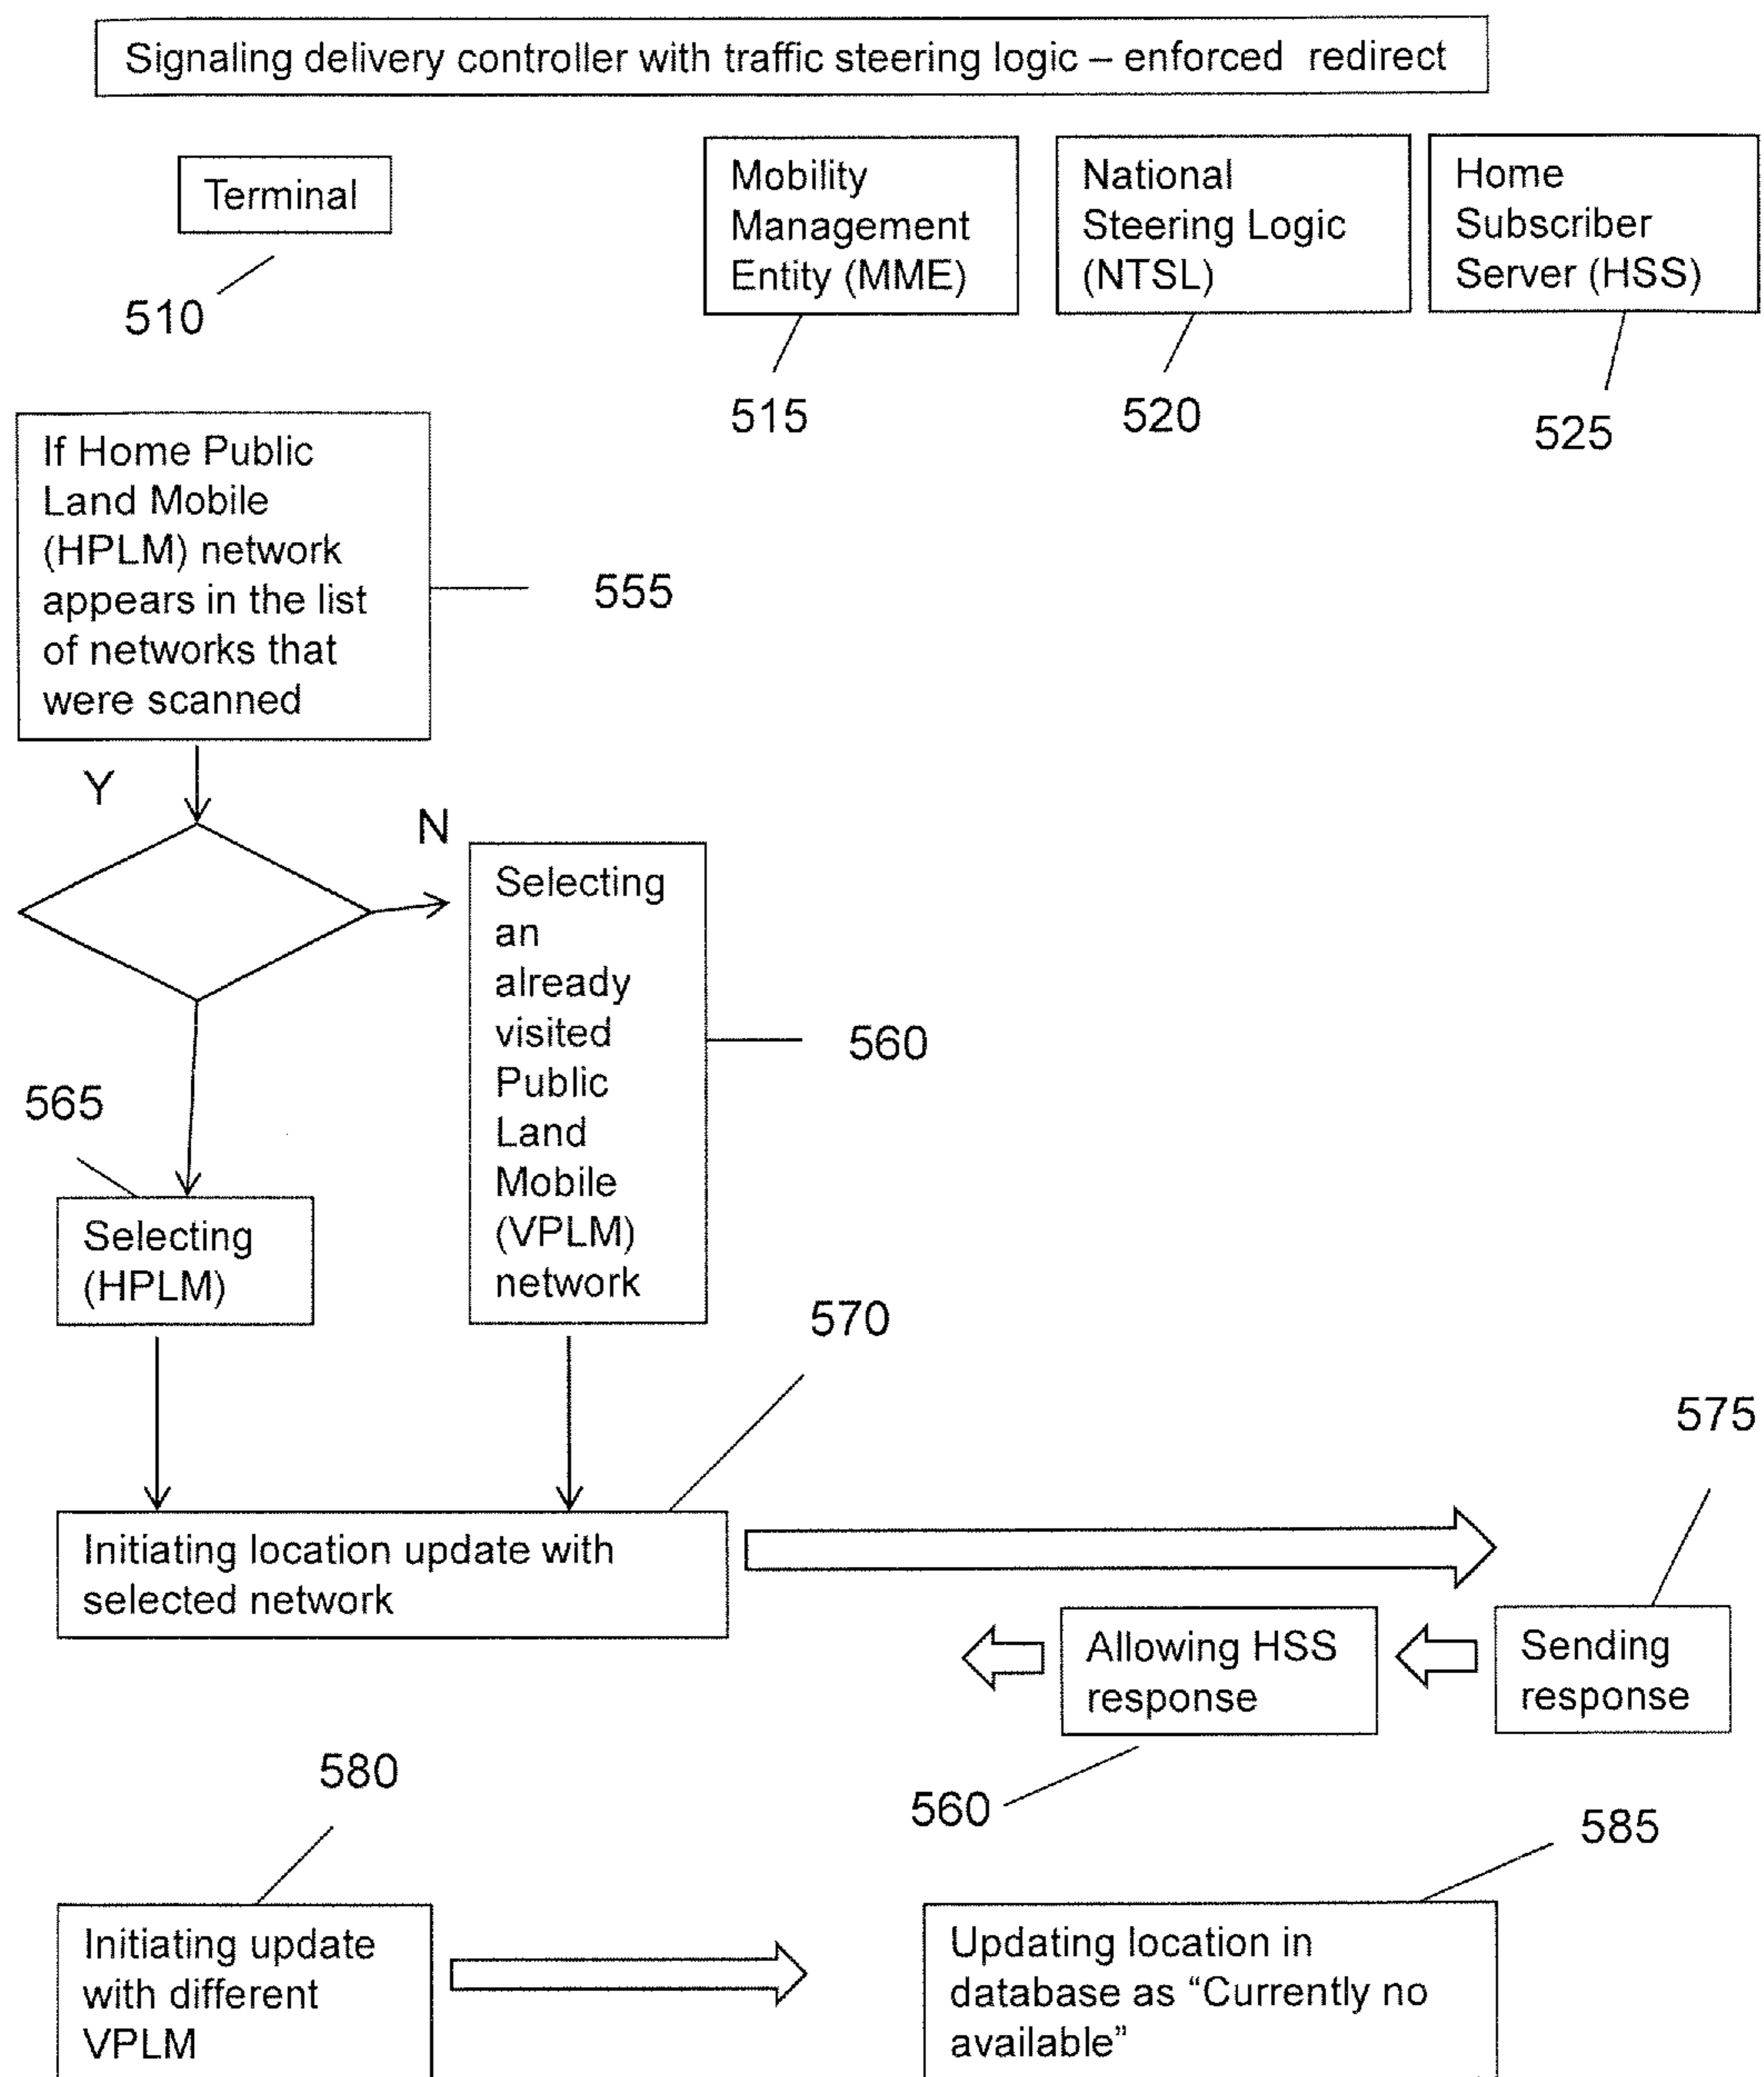 Signaling delivery controller with traffic steering logic – enforced redirect
Terminal
510
Mobility
Management
Entity (MME)
515
National
Steering Logic
(NTSL)
520
Home
Subscriber
Server (HSS)
525
If Home Public
Land Mobile
(HPLM) network
appears in the list
of networks that
were scanned
555
Y
N
Selecting
an
already
visited
Public
Land
Mobile
(VPLM)
network
560
565
Selecting
(HPLM)
570
Initiating location update with
selected network
575
Sending
response
Allowing HSS
response
560
580
Initiating update
with different
VPLM
585
Updating location in
database as “Currently no
available”